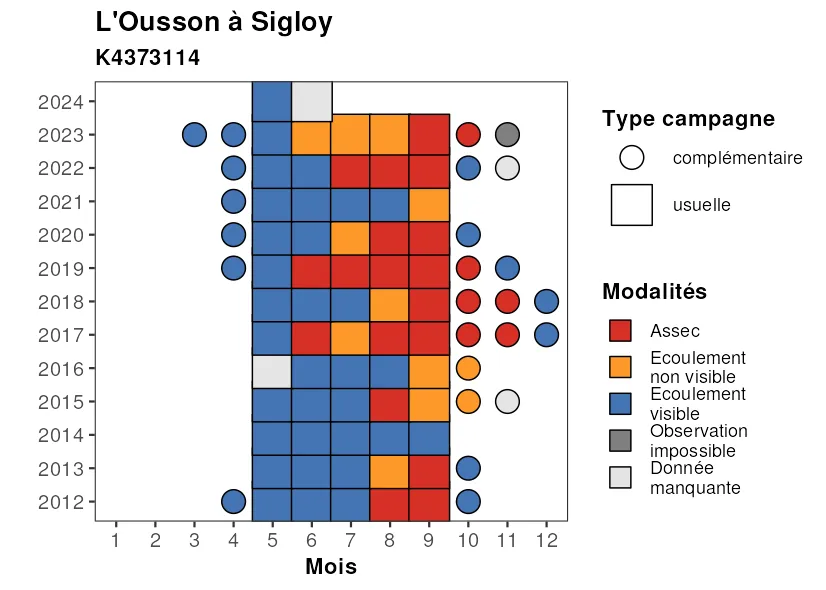 L'Ousson à Sigloy
K4373114
2024
2023
2022
2021
2020
2019
2018
2017
2016
2015
2014
2013
2012
1 2 3 4 5 6 7 8 9 10 11 12
Mois
Type campagne
complémentaire
usuelle
Modalités
Assec
Ecoulement
non visible
Ecoulement
visible
Observation
impossible
Donnée
manquante